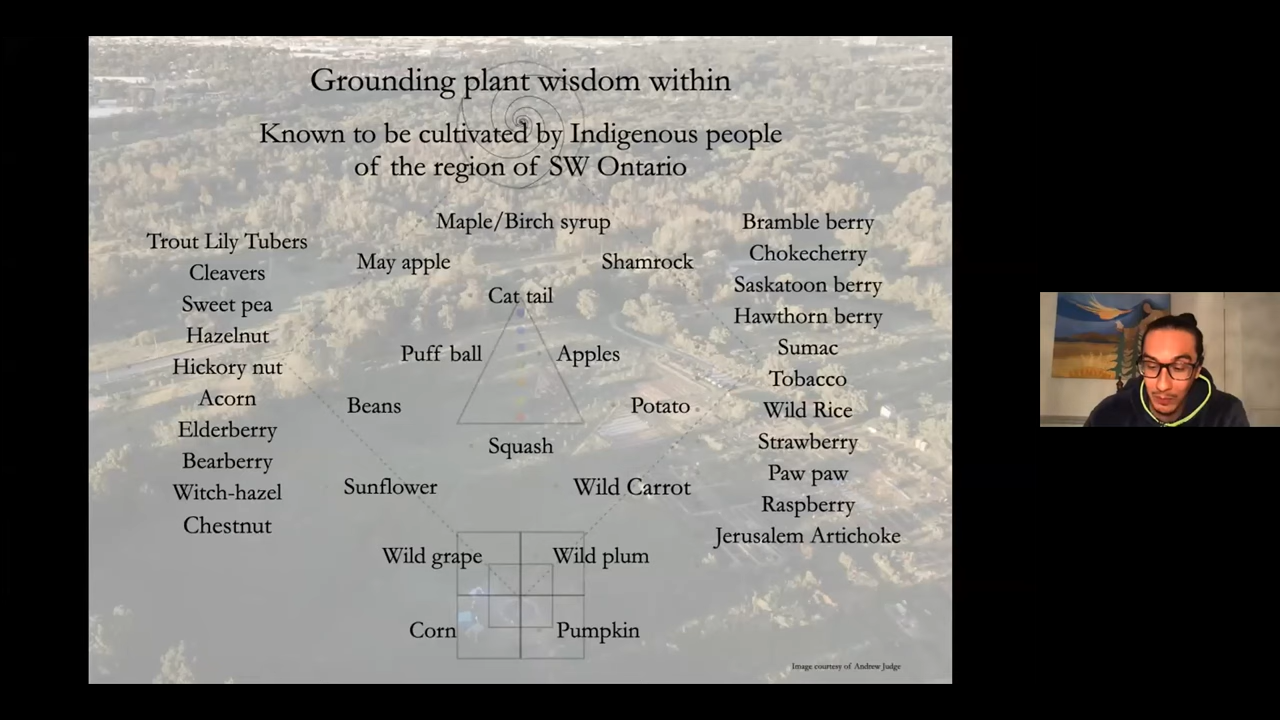 Grounding plant wisdom within
Known to be cultivated by Indigenous people
of the region of SW Ontario
Trout Lily Tubers
Cleavers
Sweet pea
Hazelnut
Hickory nut
Acorn
Elderberry
Bearberry
Witch-hazel
Chestnut
Maple/Birch syrup
May apple
Shamrock
Cat tail
Puff ball
Apples
Beans
Potato
Squash
Sunflower
Wild Carrot
Wild grape
Wild plum
Corn
Pumpkin
Bramble berry
Chokecherry
Saskatoon berry
Hawthorn berry
Sumac
Tobacco
Wild Rice
Strawberry
Paw paw
Raspberry
Jerusalem Artichoke
Image courtesy of Andrew Judge